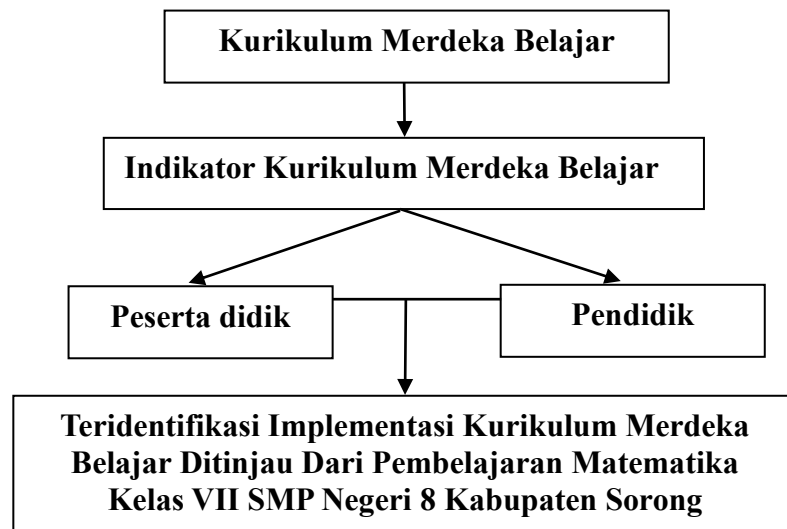 Kurikulum Merdeka Belajar
Indikator Kurikulum Merdeka Belajar
Peserta didik
Pendidik
Teridentifikasi Implementasi Kurikulum Merdeka
Belajar Ditinjau Dari Pembelajaran Matematika
Kelas VII SMP Negeri 8 Kabupaten Sorong